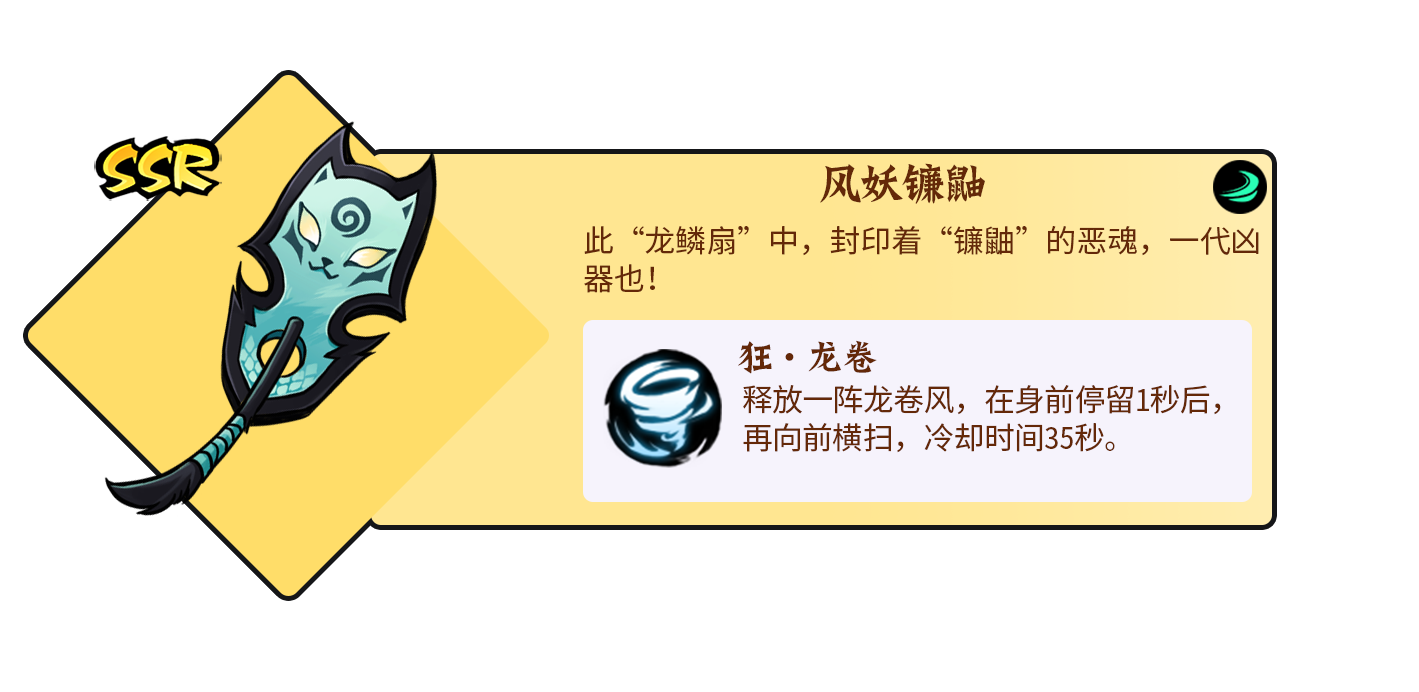 SSR
风妖镰鼬
此“龙鳞扇”中，封印着“镰鼬”的恶魂，一代凶
器也！
狂·龙卷
释放一阵龙卷风，在身前停留1秒后，
再向前横扫，冷却时间35秒。